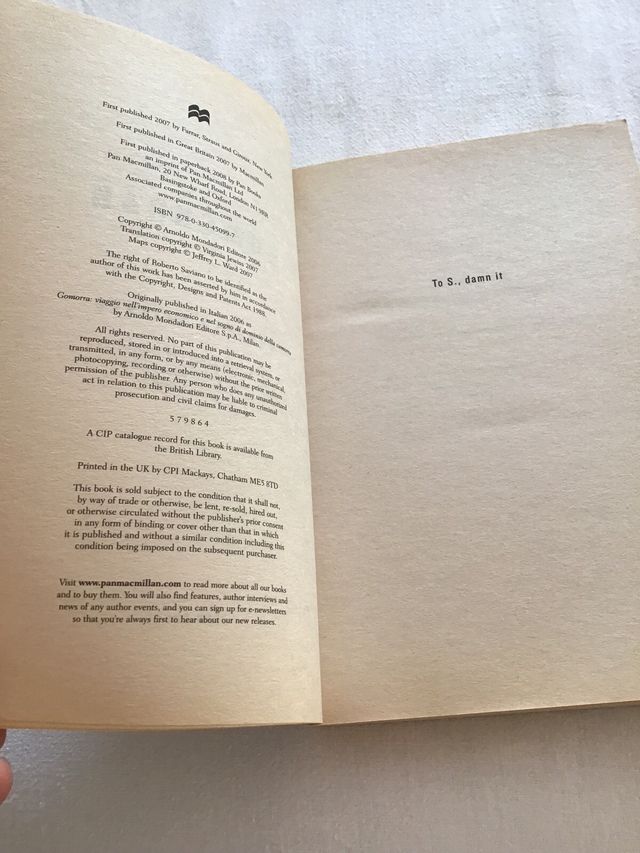 First published 2007 by Farrar, Straus and Giroux, New York
First published in Great Britain 2007 by Macmillan
First published in paperback 2008 by Pan Books
an imprint of Pan Macmillan Ltd
Pan Macmillan, 20 New Wharf Road, London N1 9RR
Basingstoke and Oxford
Associated companies throughout the world
www.panmacmillan.com
ISBN 978-0-330-45099-7
Copyright © Arnoldo Mondadori Editore 2006
Translation copyright © Virginia Jewiss 2007
Maps copyright © Jeffrey L. Ward 2007
The right of Roberto Saviano to be identified as the
author of this work has been asserted by him in accordance
with the Copyright, Designs and Patents Act 1988.
Originally published in Italian 2006 as
Gomorra: viaggio nell'impero economico e nel sogno di dominio della camorra
by Arnoldo Mondadori Editore S.p.A., Milan.
All rights reserved. No part of this publication may be
reproduced, stored in or introduced into a retrieval system, or
transmitted, in any form, or by any means (electronic, mechanical,
photocopying, recording or otherwise) without the prior written
permission of the publisher. Any person who does any unauthorized
act in relation to this publication may be liable to criminal
prosecution and civil claims for damages.
5 7 9 8 6 4
A CIP catalogue record for this book is available from
the British Library.
Printed in the UK by CPI Mackays, Chatham ME5 8TD
This book is sold subject to the condition that it shall not,
by way of trade or otherwise, be lent, re-sold, hired out,
or otherwise circulated without the publisher's prior consent
in any form of binding or cover other than that in which
it is published and without a similar condition including this
condition being imposed on the subsequent purchaser.
Visit www.panmacmillan.com to read more about all our books
and to buy them. You will also find features, author interviews and
news of any author events, and you can sign up for e-newsletters
so that you're always first to hear about our new releases.
To S., damn it